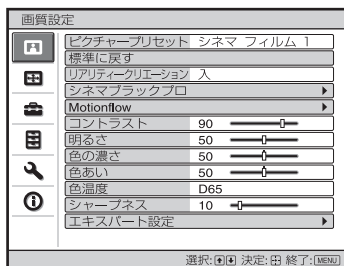 画質設定
ピクチャープリセット シネマ フィルム 1
標準に戻す
リアリティークリエーション 入
シネマブラックプロ
Motionflow
コントラスト 90
明るさ 50
色の濃さ 50
色あい 50
色温度 D65
シャープネス 10
エキスパート設定
選択: 決定: 終了: MENU